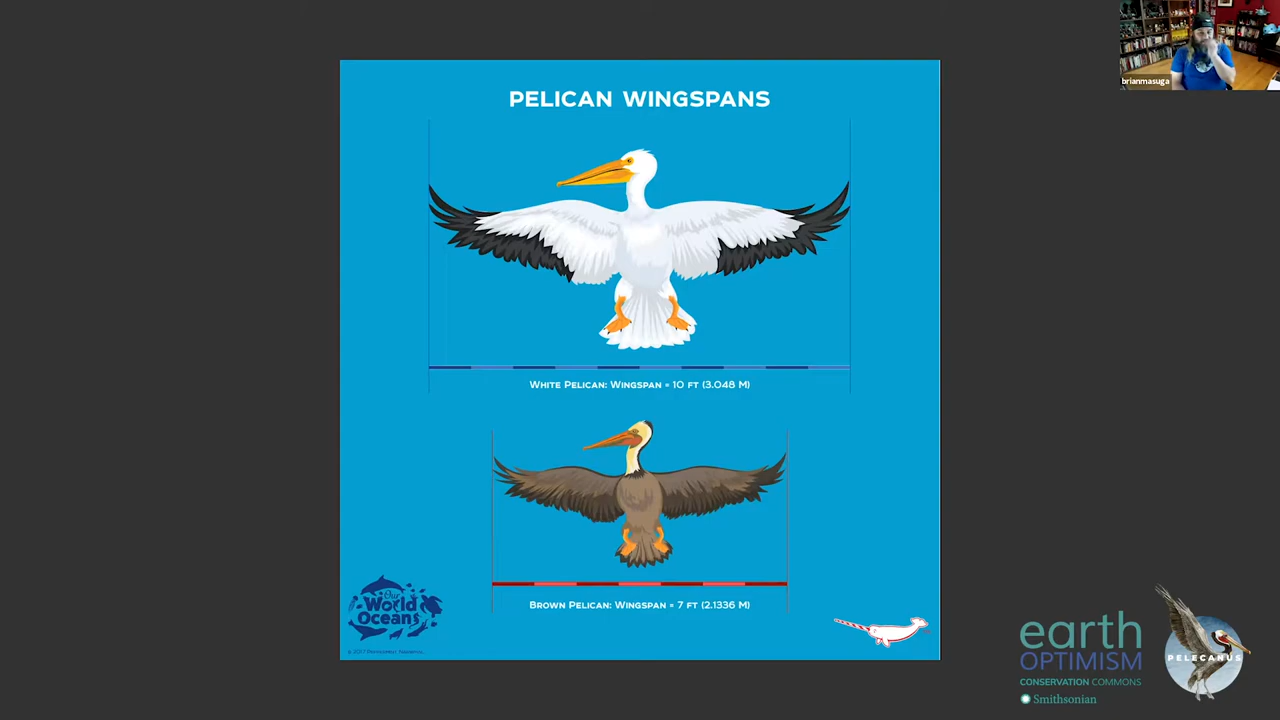 brianmasuga
PELICAN WINGSPANS
WHITE PELICAN: WINGSPAN = 10 FT (3.048 M)
BROWN PELICAN: WINGSPAN = 7 FT (2.1336 M)
Our
World
Oceans
earth
OPTIMISM
CONSERVATION COMMONS
Smithsonian
PELECANUS